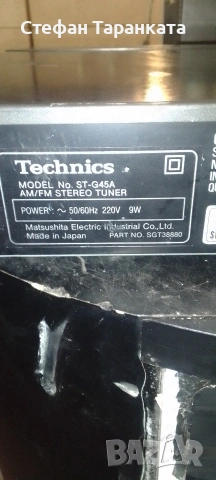 Стефан Таранката
Technics
MODEL No. ST-G45A
AM/FM STEREO TUNER
POWER: ~ 50/60Hz 220V 9W
Matsushita Electric Industrial Co., Ltd.
Made in Japan PART NO. SGT38880
BAZAR